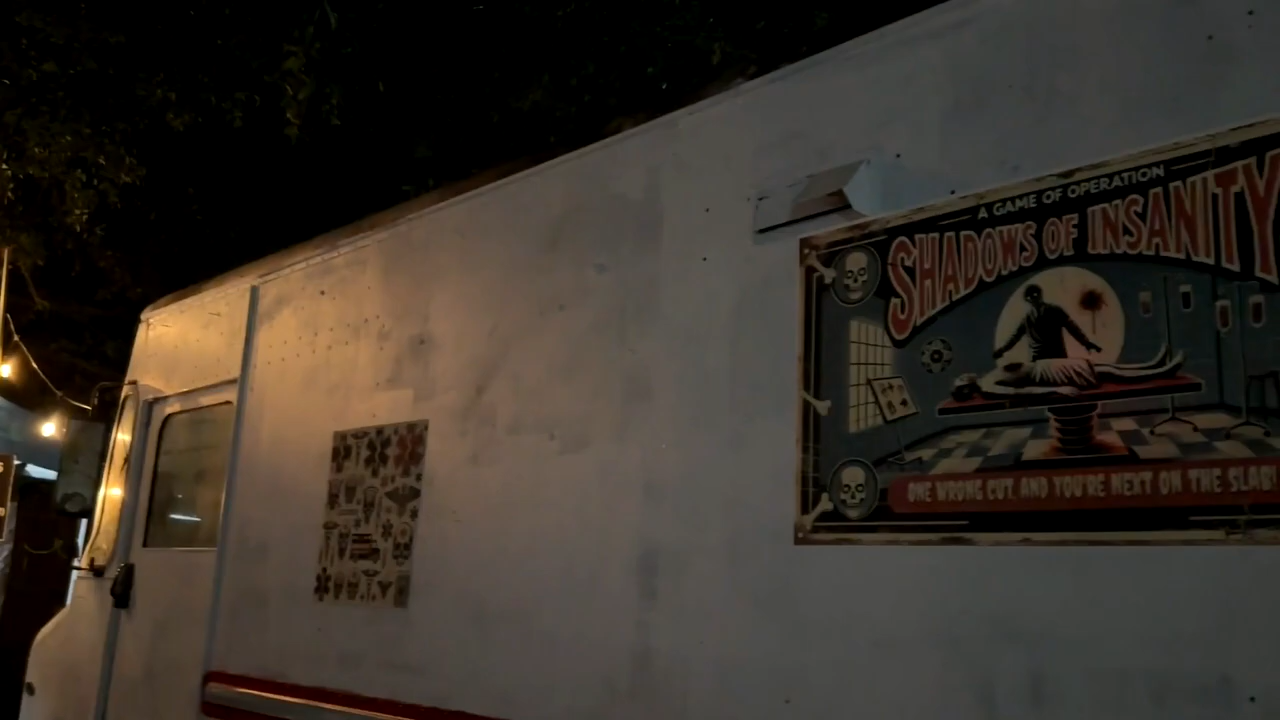 A GAME OF OPERATION
SHADOWS OF INSANITY
ONE WRONG CUT, AND YOU'RE NEXT ON THE SLAB!